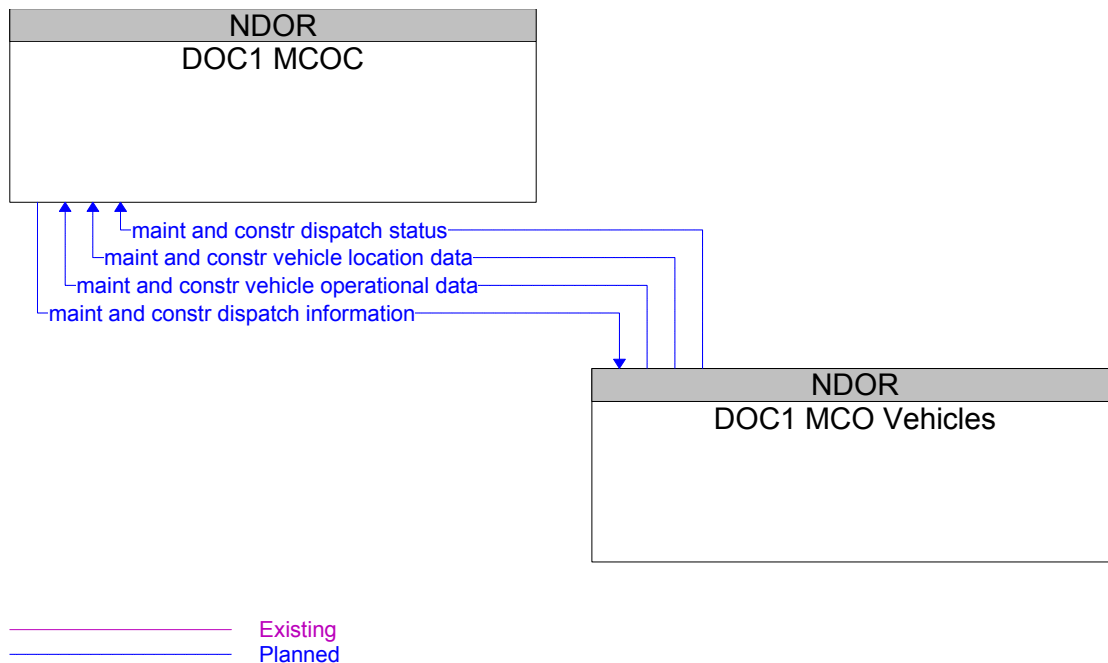 NDOR
DOC1 MCOC
maint and constr dispatch status
maint and constr vehicle location data
maint and constr vehicle operational data
maint and constr dispatch information
NDOR
DOC1 MCO Vehicles
Existing
Planned